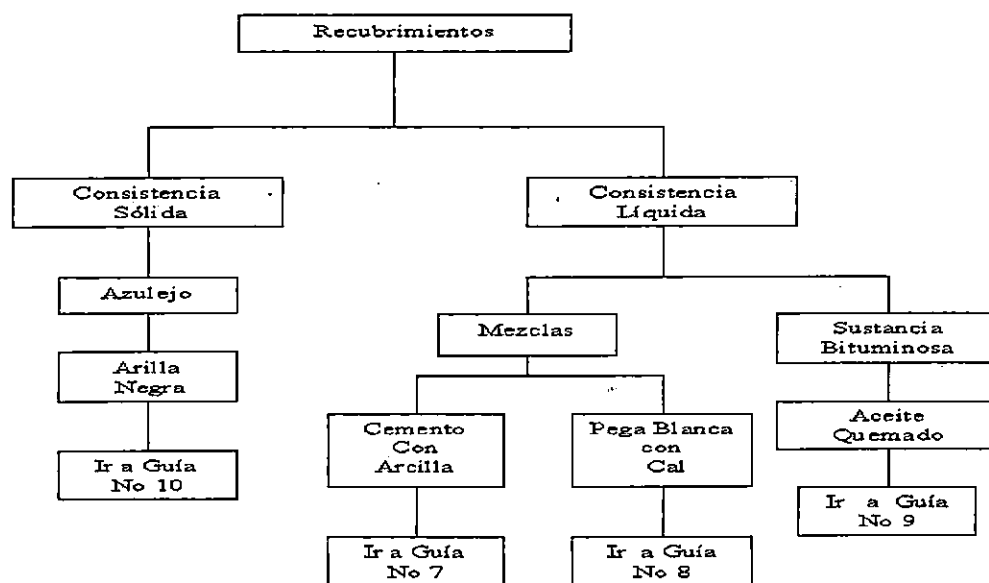 Recubrimientos
Consistencia
Sólida
Consistencia
Líquida
Azulejo
Mezclas
Sustancia
Bituminosa
Arilla
Negra
Cemento
Con
Arcilla
Pega Blanca
con
Cal
Aceite
Quemado
Ir a Guía
No 10
Ir a Guía
No 9
Ir a Guía
No 7
Ir a Guía
No 8